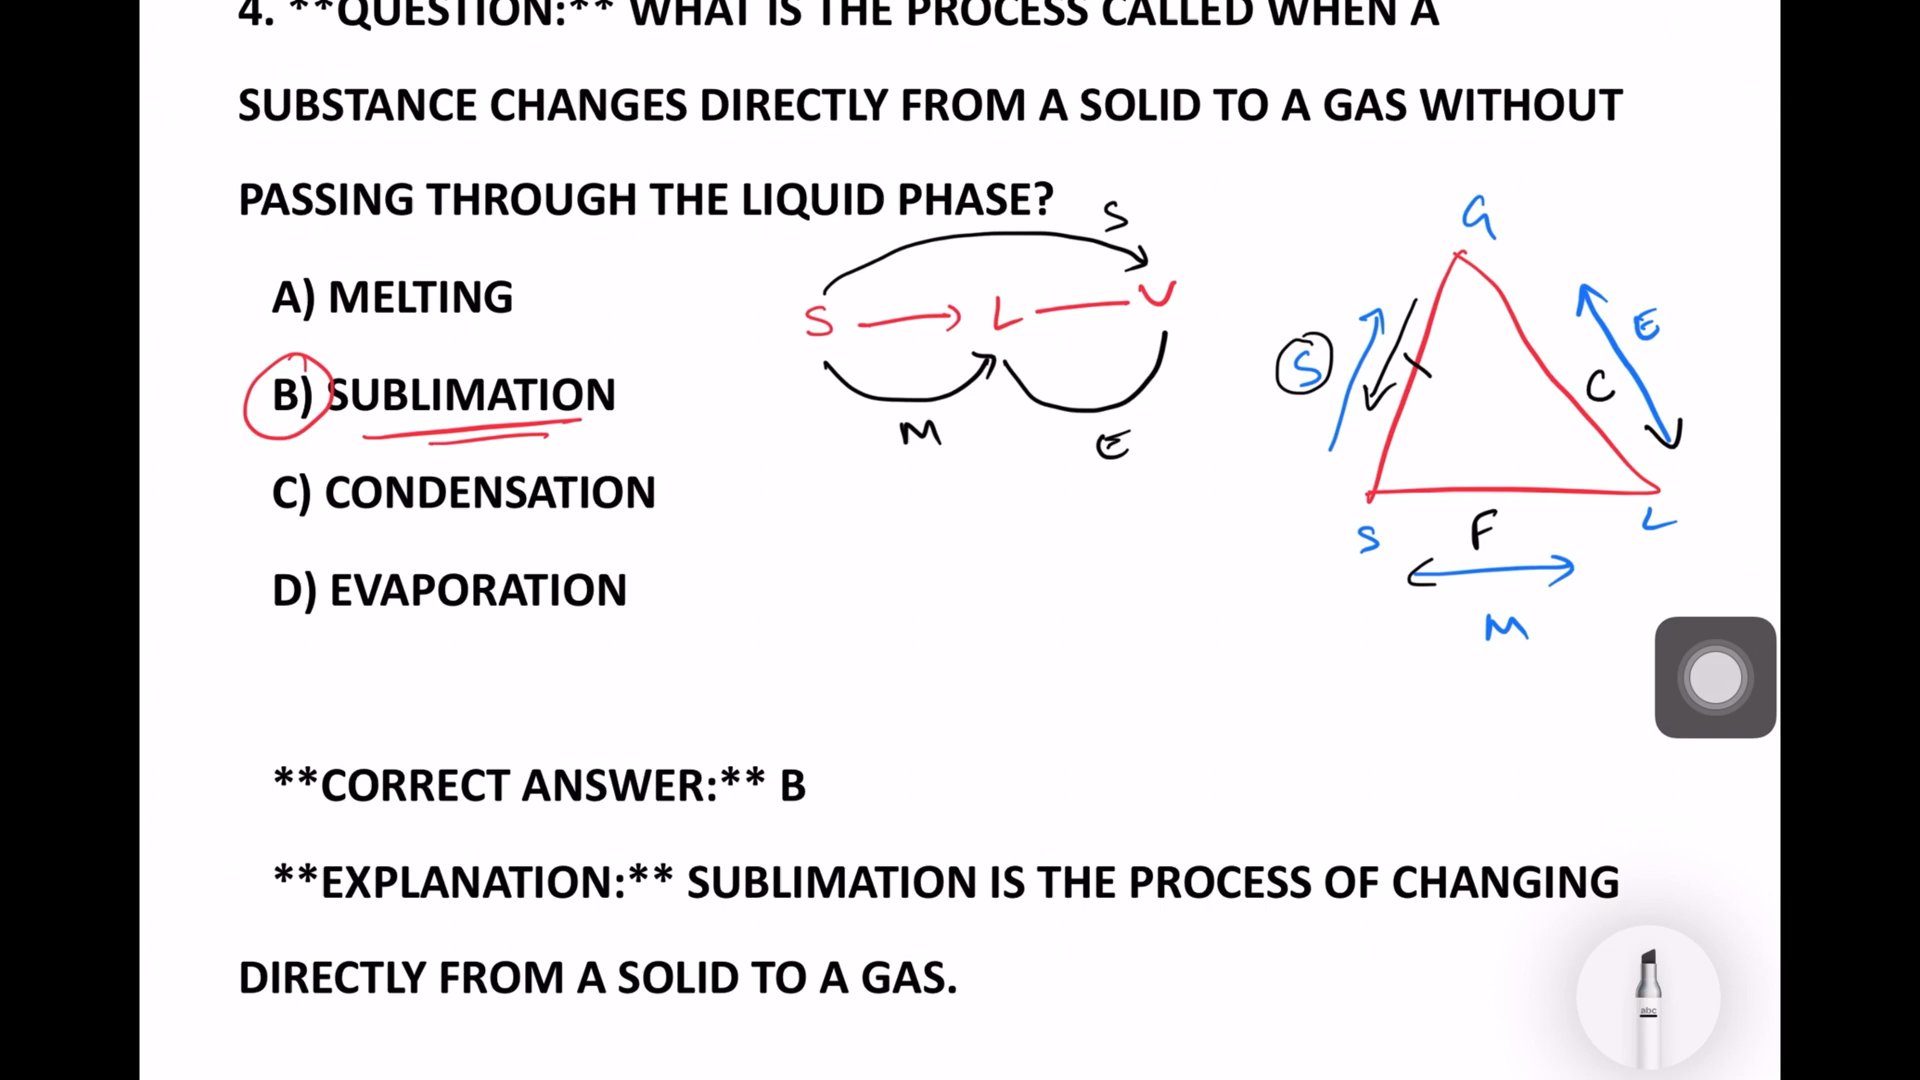 4. **QUESTION:** WHAT IS THE PROCESS CALLED WHEN A
SUBSTANCE CHANGES DIRECTLY FROM A SOLID TO A GAS WITHOUT
PASSING THROUGH THE LIQUID PHASE?
S
G
A) MELTING
S L V
S
E
C
B) SUBLIMATION
M
E
C) CONDENSATION
S
F
L
D) EVAPORATION
M
**CORRECT ANSWER:** B
**EXPLANATION:** SUBLIMATION IS THE PROCESS OF CHANGING
DIRECTLY FROM A SOLID TO A GAS.
abc